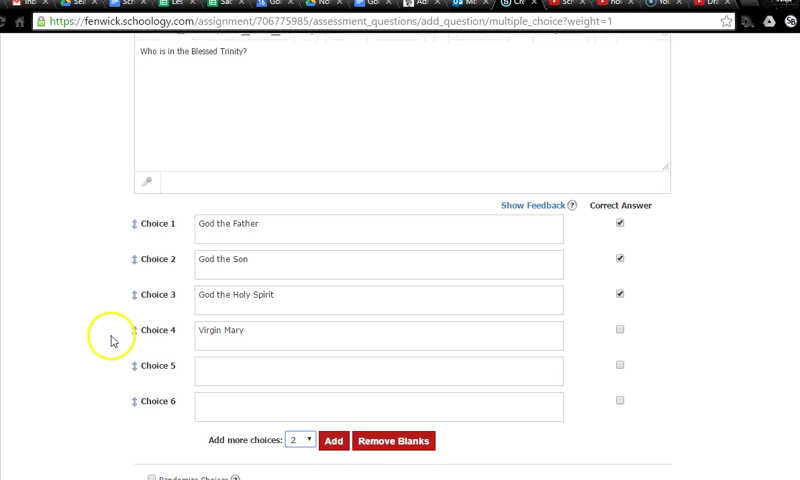 https://fenwick.schoology.com/assignment/706775985/assessment_questions/add_question/multiple_choice?weight=1
Who is in the Blessed Trinity?
Show Feedback ? Correct Answer
Choice 1 God the Father
Choice 2 God the Son
Choice 3 God the Holy Spirit
Choice 4 Virgin Mary
Choice 5
Choice 6
Add more choices: 2 Add Remove Blanks
Randomize Choices ?